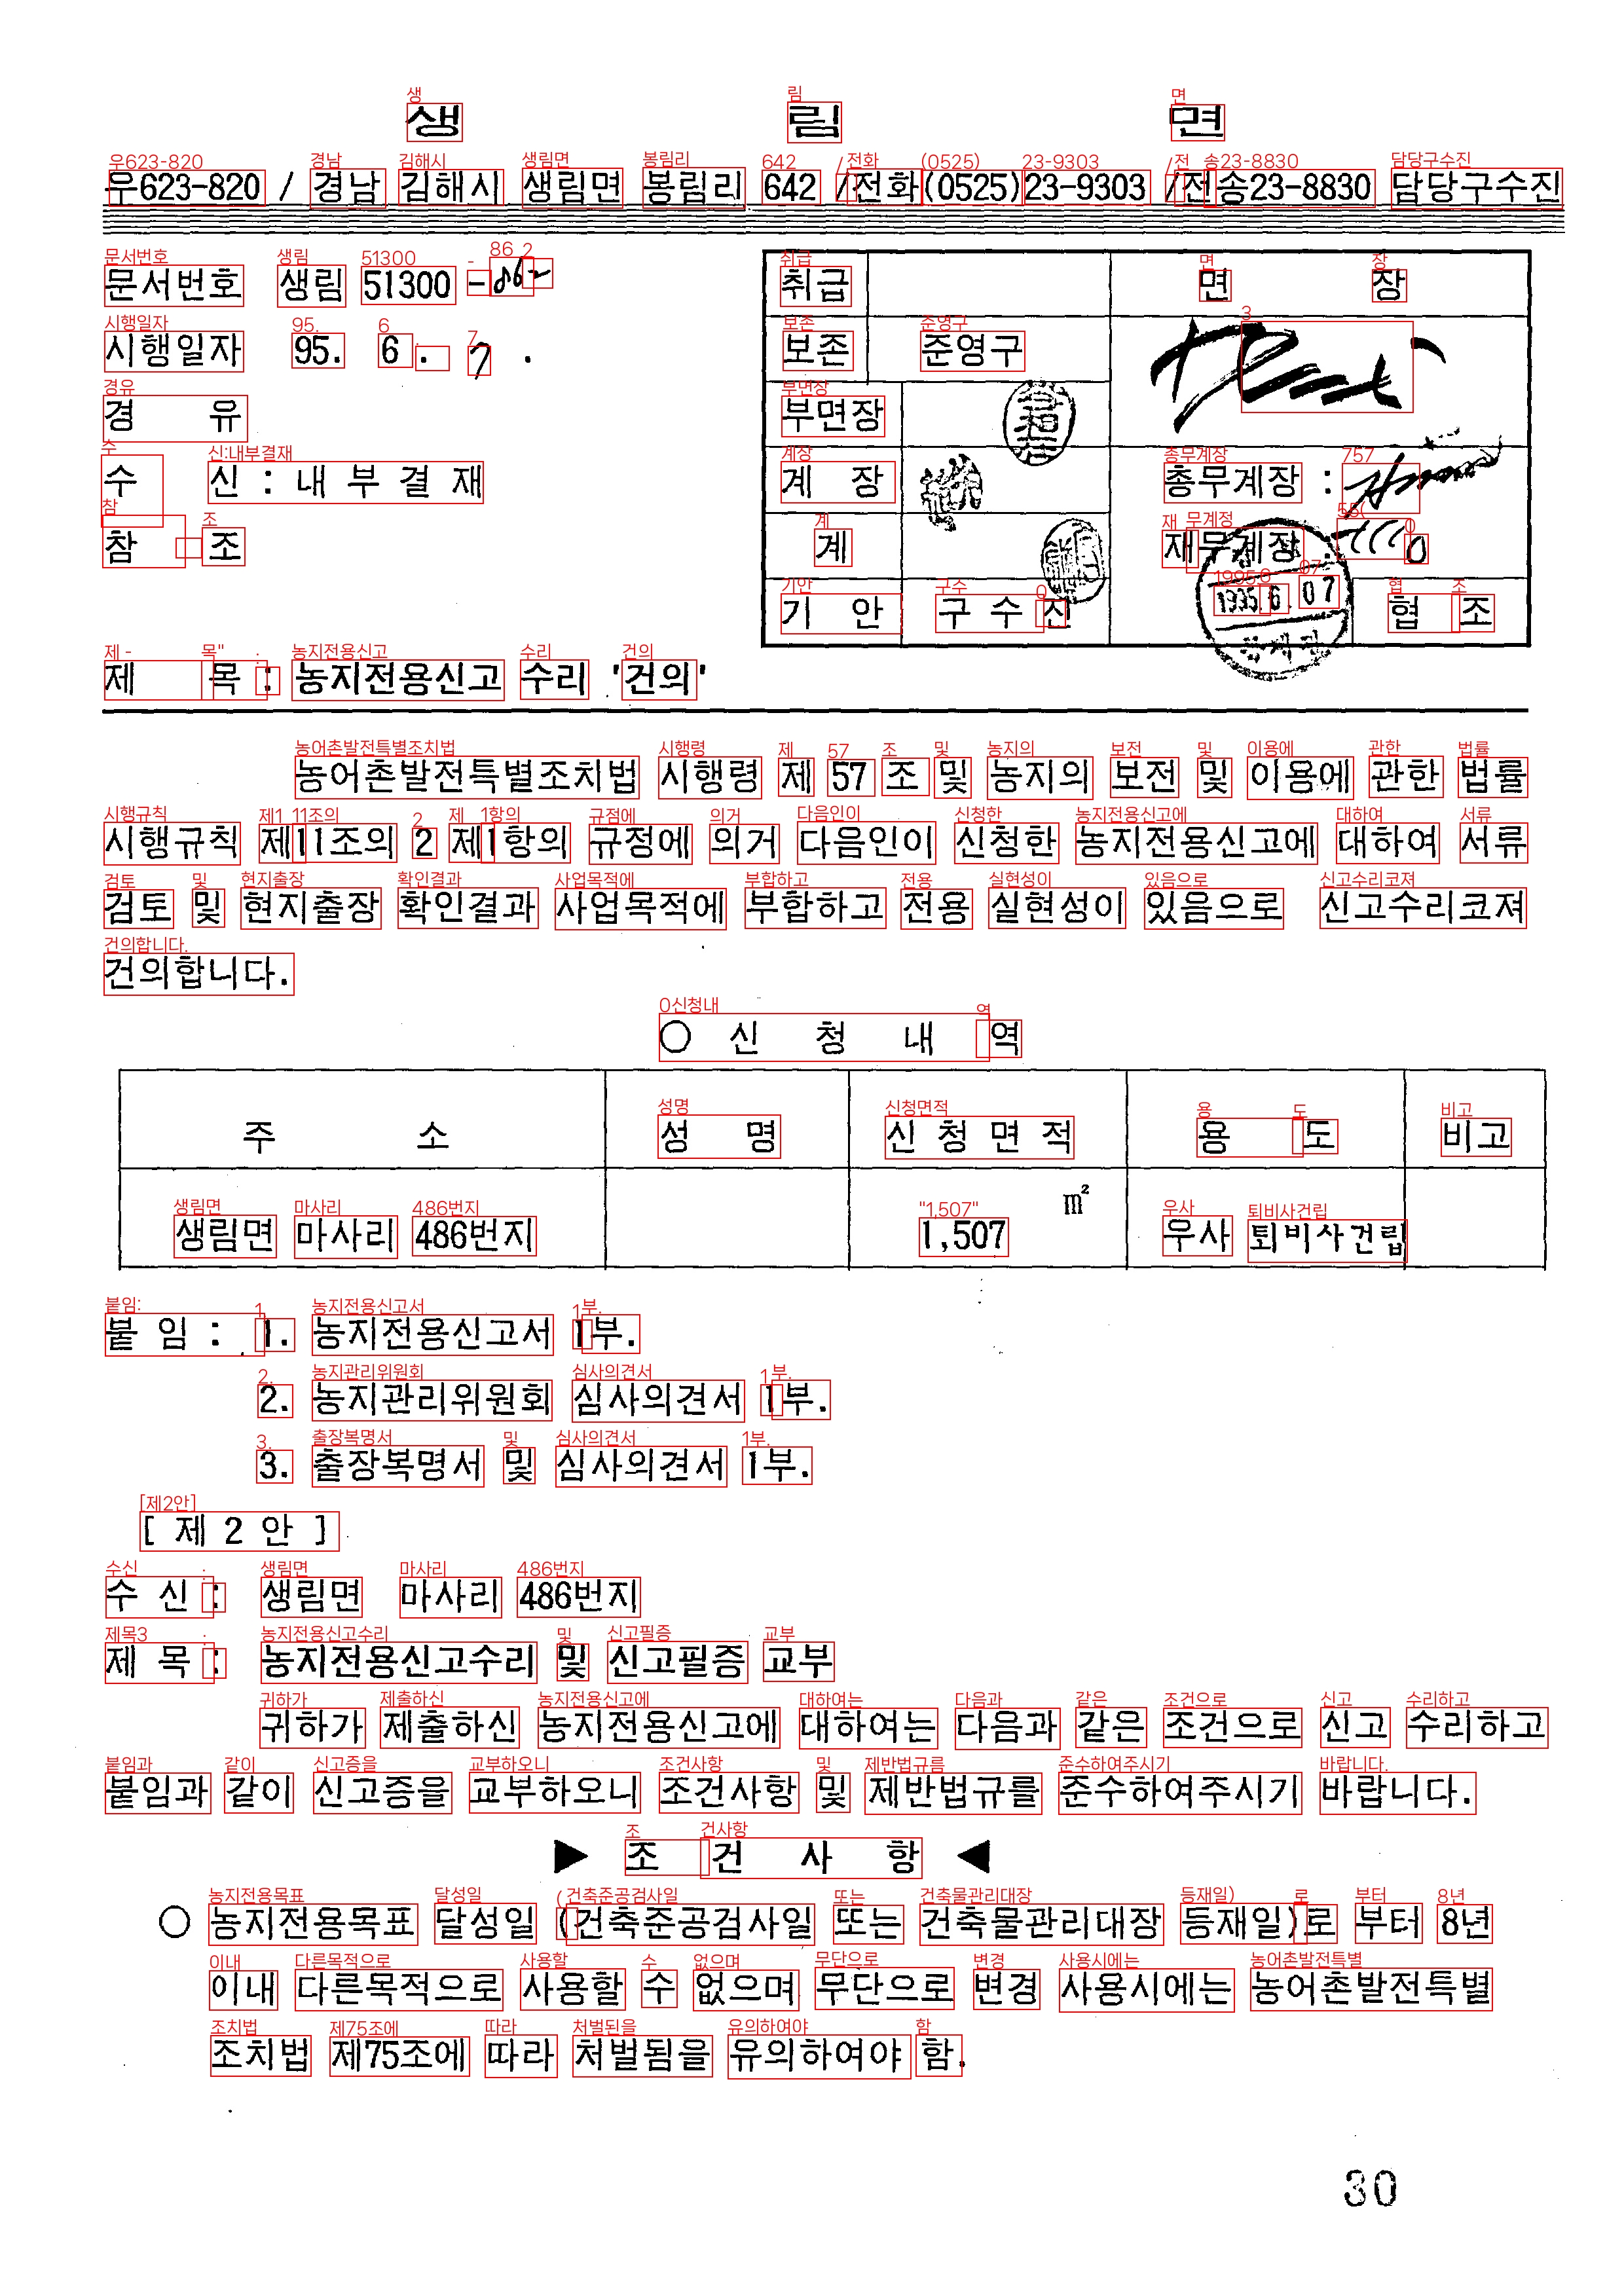 생 림 면
우623-820 / 경남 김해시 생림면 봉림리 642 /전화(0525)23-9303 /전송23-8830 담당구수진
문서번호 생림 51300 -
시행일자 95. 6 . 7 .
경 유
수 신 : 내 부 결 재
참 조
취급 면 장
보존 준영구
부면장
계 장 총무계장 :
계 재무계장 :
1995. 6. 07
기 안 구 수 진 협 조
제 목 : 농지전용신고 수리 '건의'
농어촌발전특별조치법 시행령 제 57 조 및 농지의 보전 및 이용에 관한 법률
시행규칙 제11조의 2 제1항의 규정에 의거 다음인이 신청한 농지전용신고에 대하여 서류
검토 및 현지출장 확인결과 사업목적에 부합하고 전용 실현성이 있음으로 신고수리코져
건의합니다.
○ 신 청 내 역
주 소 성 명 신 청 면 적 용 도 비고
생림면 마사리 486번지 1,507 ㎡ 우사 퇴비사건립
붙 임 : 1. 농지전용신고서 1부.
2. 농지관리위원회 심사의견서 1부.
3. 출장복명서 및 심사의견서 1부.
[ 제 2 안 ]
수 신 : 생림면 마사리 486번지
제 목 : 농지전용신고수리 및 신고필증 교부
귀하가 제출하신 농지전용신고에 대하여는 다음과 같은 조건으로 신고 수리하고
붙임과 같이 신고증을 교부하오니 조건사항 및 제반법규를 준수하여주시기 바랍니다.
▶ 조 건 사 항 ◀
○ 농지전용목표 달성일 (건축준공검사일 또는 건축물관리대장 등재일)로 부터 8년
이내 다른목적으로 사용할 수 없으며 무단으로 변경 사용시에는 농어촌발전특별
조치법 제75조에 따라 처벌됨을 유의하여야 함.
30